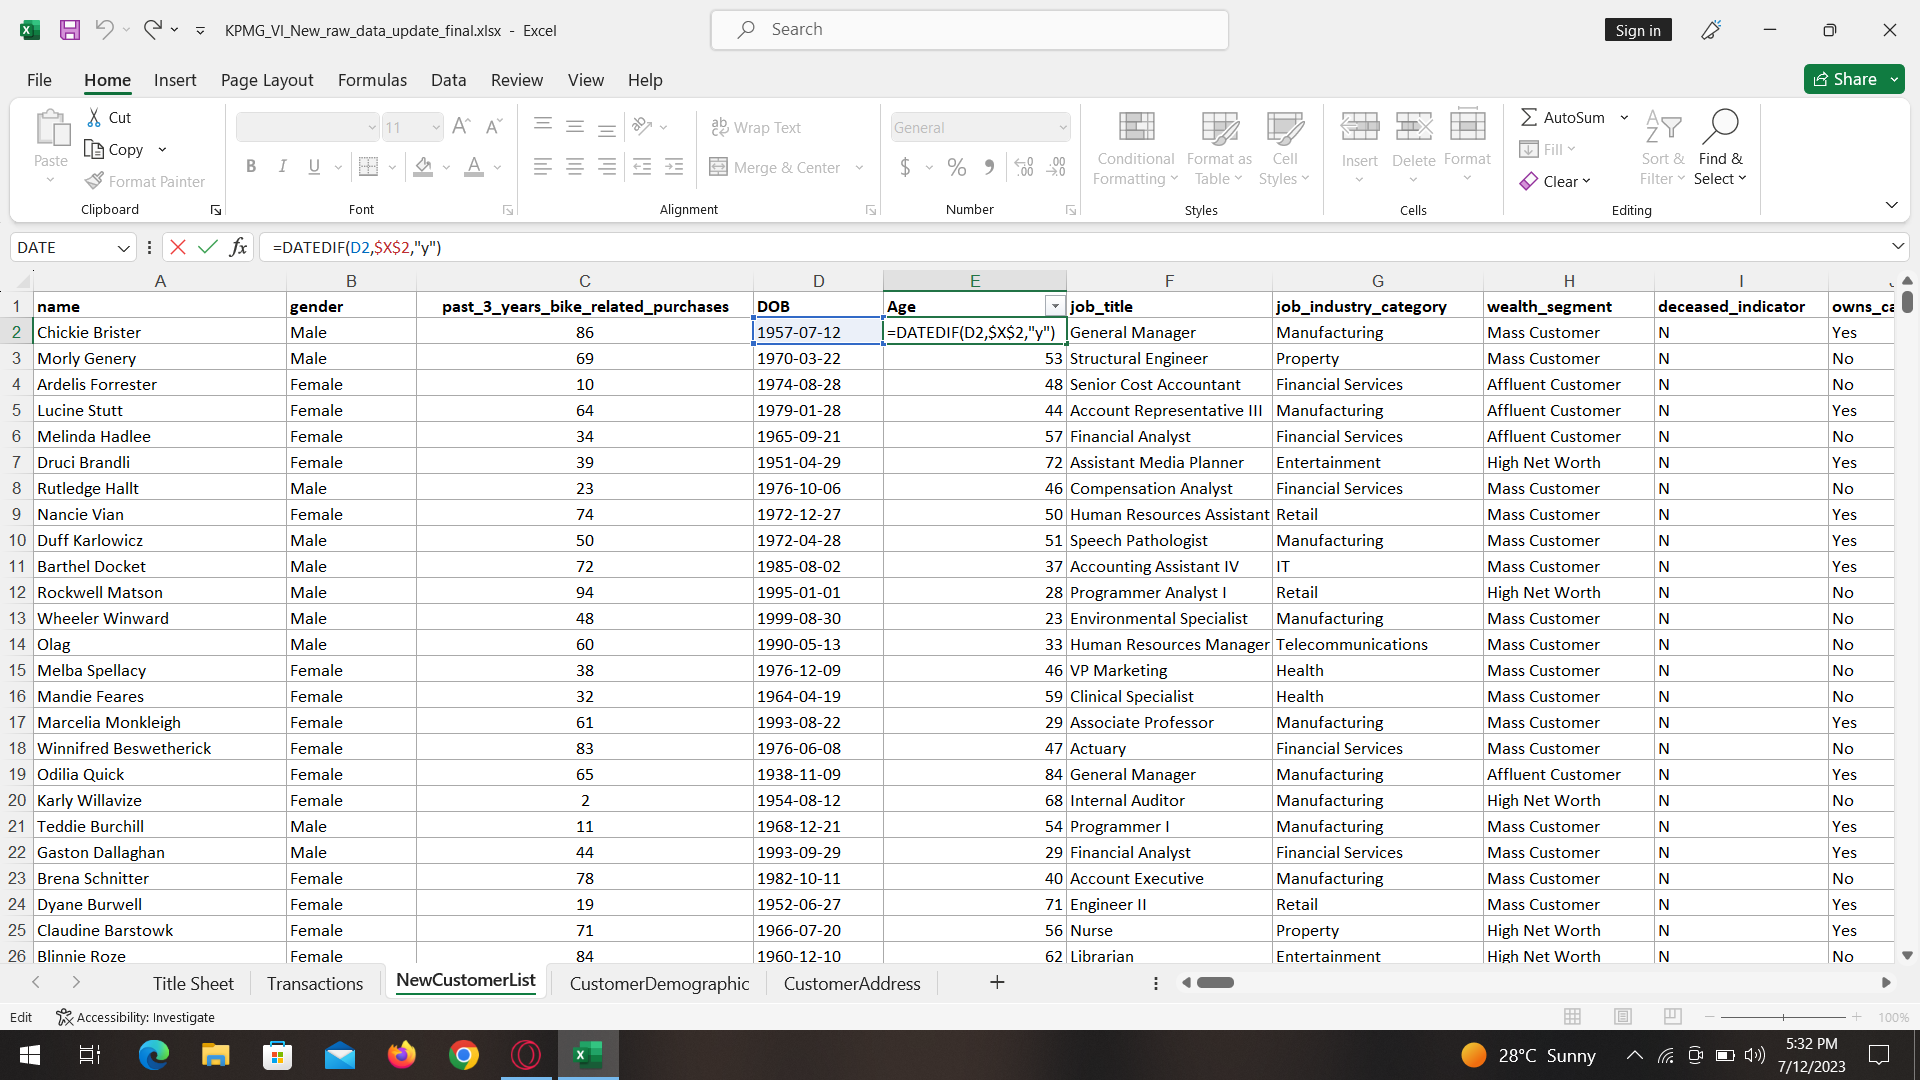 KPMG_VI_New_raw_data_update_final.xlsx - Excel
Search
Sign in
File Home Insert Page Layout Formulas Data Review View Help
Share
Paste
Cut
Copy
Format Painter
Clipboard
11
B I U
Font
Wrap Text
Merge & Center
Alignment
General
$ % 9
Number
Conditional Formatting
Format as Table
Cell Styles
Styles
Insert Delete Format
Cells
AutoSum
Fill
Clear
Sort & Filter
Find & Select
Editing
DATE fx =DATEDIF(D2,$X$2,"y")
A B C D E F G H I J
1 name gender past_3_years_bike_related_purchases DOB Age job_title job_industry_category wealth_segment deceased_indicator owns_ca
2 Chickie Brister Male 86 1957-07-12 =DATEDIF(D2,$X$2,"y") General Manager Manufacturing Mass Customer N Yes
3 Morly Genery Male 69 1970-03-22 53 Structural Engineer Property Mass Customer N No
4 Ardelis Forrester Female 10 1974-08-28 48 Senior Cost Accountant Financial Services Affluent Customer N No
5 Lucine Stutt Female 64 1979-01-28 44 Account Representative III Manufacturing Affluent Customer N Yes
6 Melinda Hadlee Female 34 1965-09-21 57 Financial Analyst Financial Services Affluent Customer N No
7 Druci Brandli Female 39 1951-04-29 72 Assistant Media Planner Entertainment High Net Worth N Yes
8 Rutledge Hallt Male 23 1976-10-06 46 Compensation Analyst Financial Services Mass Customer N No
9 Nancie Vian Female 74 1972-12-27 50 Human Resources Assistant Retail Mass Customer N Yes
10 Duff Karlowicz Male 50 1972-04-28 51 Speech Pathologist Manufacturing Mass Customer N Yes
11 Barthel Docket Male 72 1985-08-02 37 Accounting Assistant IV IT Mass Customer N Yes
12 Rockwell Matson Male 94 1995-01-01 28 Programmer Analyst I Retail High Net Worth N No
13 Wheeler Winward Male 48 1999-08-30 23 Environmental Specialist Manufacturing Mass Customer N No
14 Olag Male 60 1990-05-13 33 Human Resources Manager Telecommunications Mass Customer N No
15 Melba Spellacy Female 38 1976-12-09 46 VP Marketing Health Mass Customer N No
16 Mandie Feares Female 32 1964-04-19 59 Clinical Specialist Health Mass Customer N No
17 Marcelia Monkleigh Female 61 1993-08-22 29 Associate Professor Manufacturing Mass Customer N Yes
18 Winnifred Beswetherick Female 83 1976-06-08 47 Actuary Financial Services Mass Customer N No
19 Odilia Quick Female 65 1938-11-09 84 General Manager Manufacturing Affluent Customer N Yes
20 Karly Willavize Female 2 1954-08-12 68 Internal Auditor Manufacturing High Net Worth N No
21 Teddie Burchill Male 11 1968-12-21 54 Programmer I Manufacturing Mass Customer N Yes
22 Gaston Dallaghan Male 44 1993-09-29 29 Financial Analyst Financial Services Mass Customer N Yes
23 Brena Schnitter Female 78 1982-10-11 40 Account Executive Manufacturing Mass Customer N No
24 Dyane Burwell Female 19 1952-06-27 71 Engineer II Retail Mass Customer N Yes
25 Claudine Barstowk Female 71 1966-07-20 56 Nurse Property High Net Worth N Yes
26 Blinnie Roze Female 84 1960-12-10 62 Librarian Entertainment High Net Worth N No
Title Sheet Transactions NewCustomerList CustomerDemographic CustomerAddress
Edit Accessibility: Investigate 100%
28°C Sunny
5:32 PM
7/12/2023